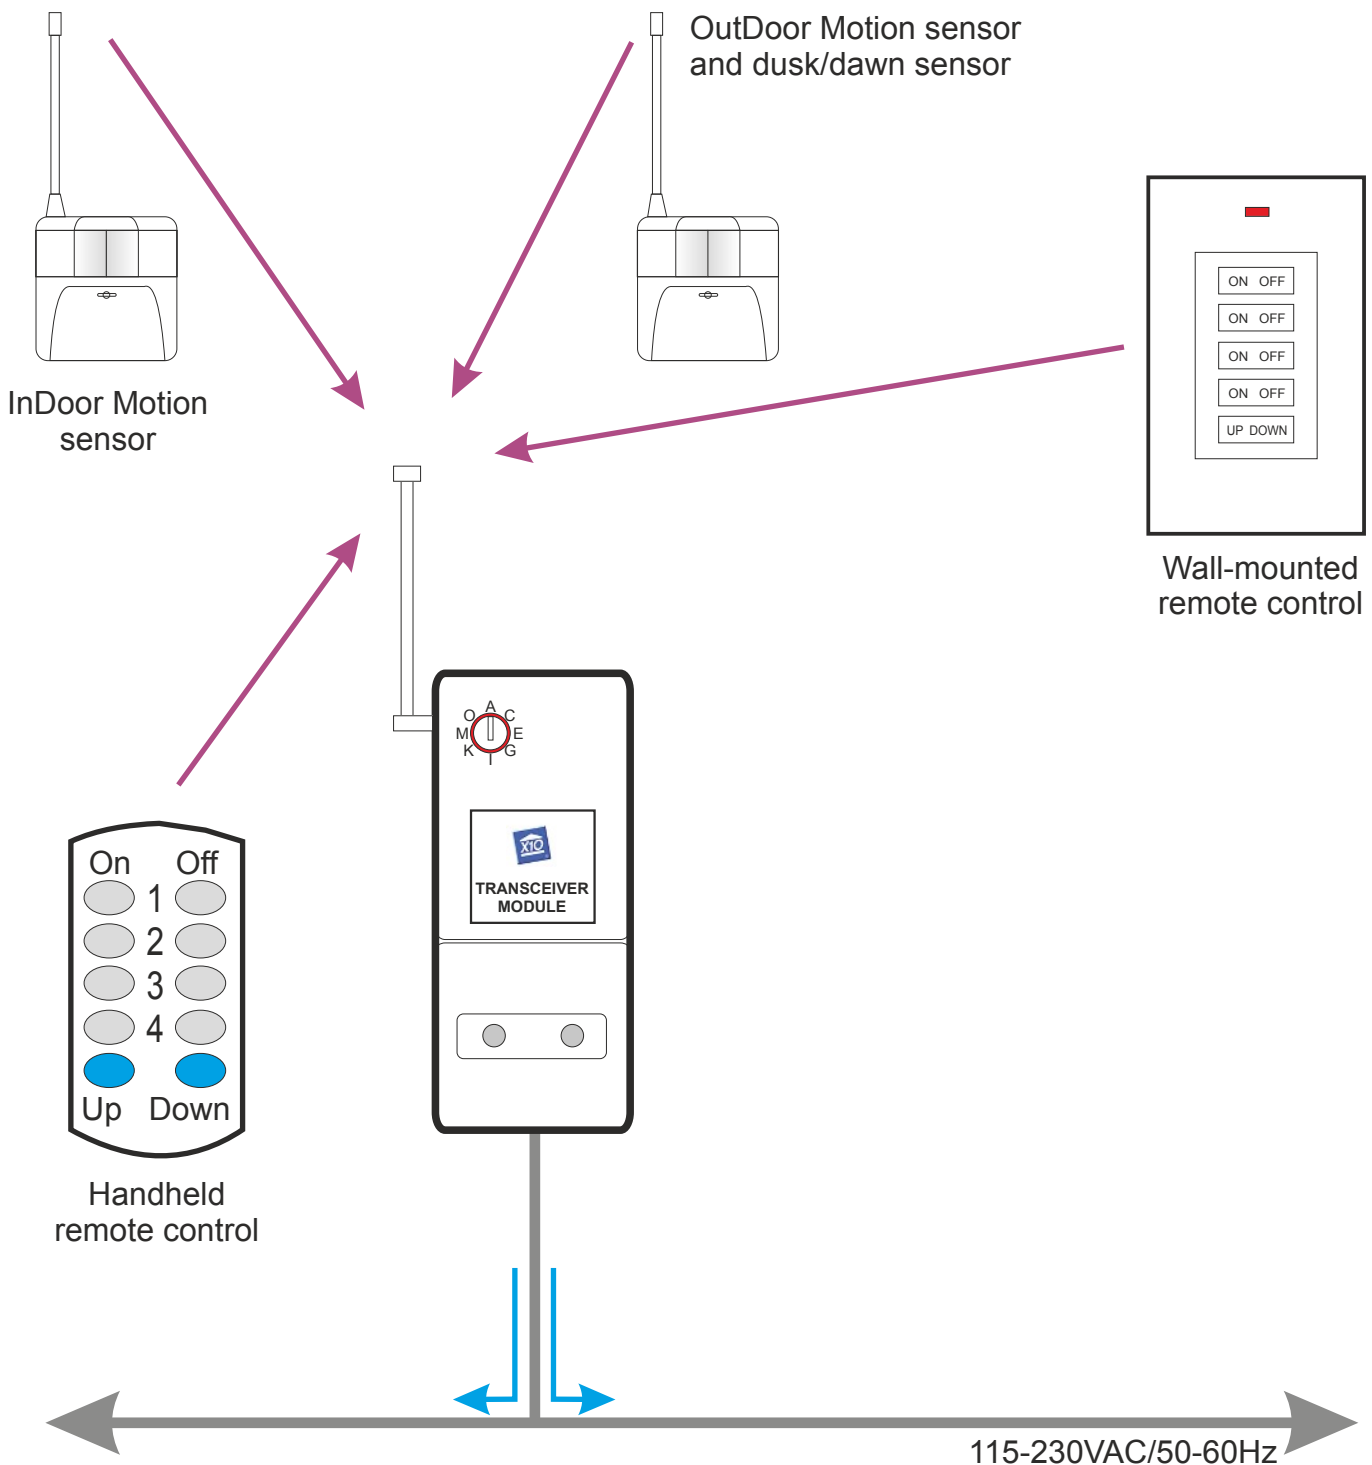 OutDoor Motion sensor
and dusk/dawn sensor
InDoor Motion
sensor
ON OFF
ON OFF
ON OFF
ON OFF
UP DOWN
Wall-mounted
remote control
A
O C
M E
K G
I
X10
TRANSCEIVER
MODULE
On Off
1
2
3
4
Up Down
Handheld
remote control
115-230VAC/50-60Hz